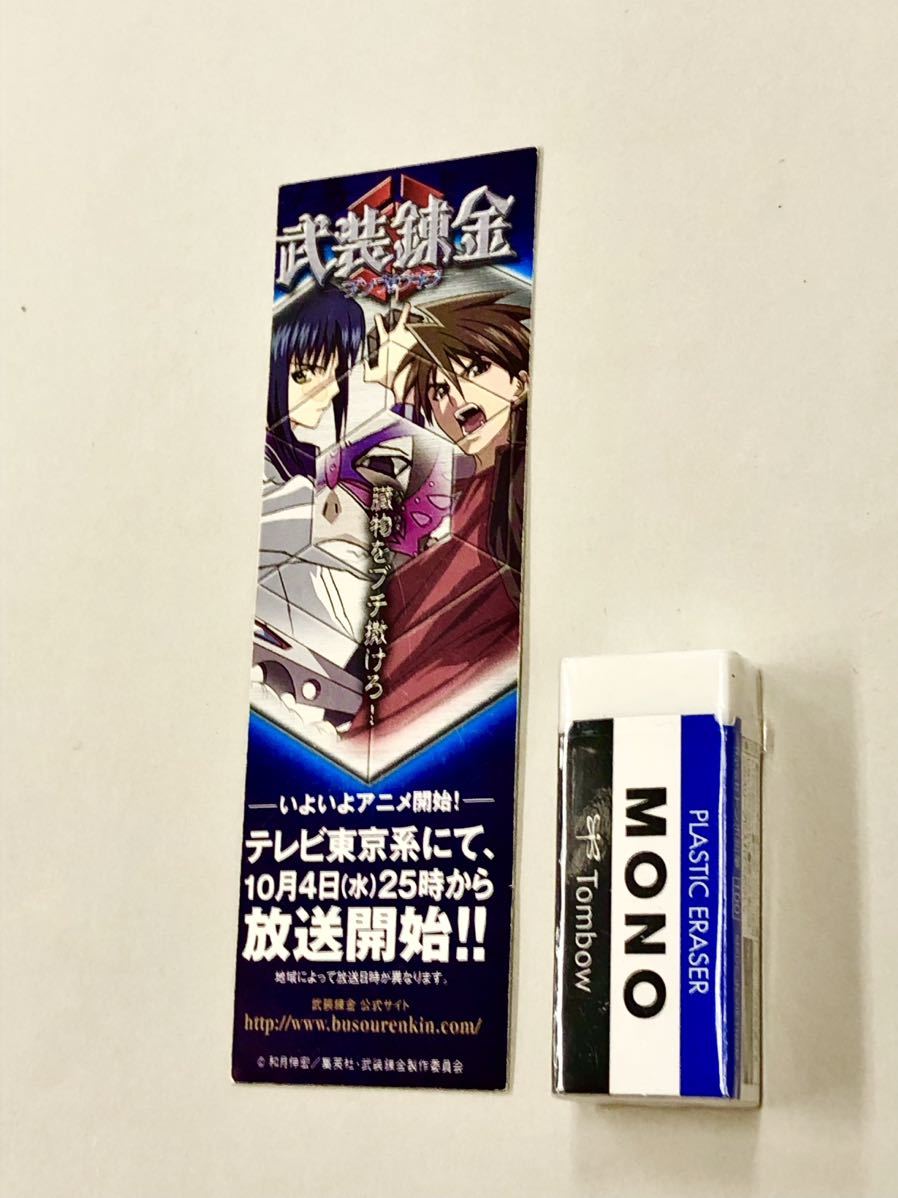 武装錬金
臓物をブチ撒けろ!
いよいよアニメ開始!
テレビ東京系にて、
10月4日(水)25時から
放送開始!!
地域によって放送日時が異なります。
武装錬金 公式サイト
http://www.busourenkin.com/
© 和月伸宏/集英社・武装錬金製作委員会
PLASTIC ERASER
MONO
Tombow